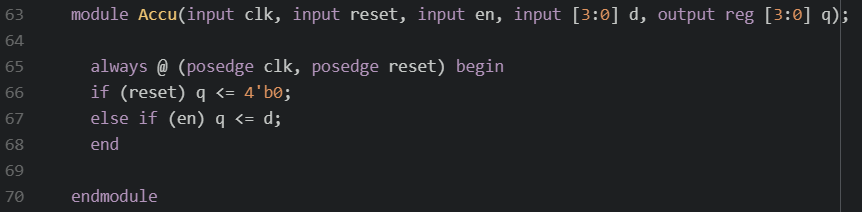 63 module Accu(input clk, input reset, input en, input [3:0] d, output reg [3:0] q);
64
65 always @ (posedge clk, posedge reset) begin
66 if (reset) q <= 4'b0;
67 else if (en) q <= d;
68 end
69
70 endmodule